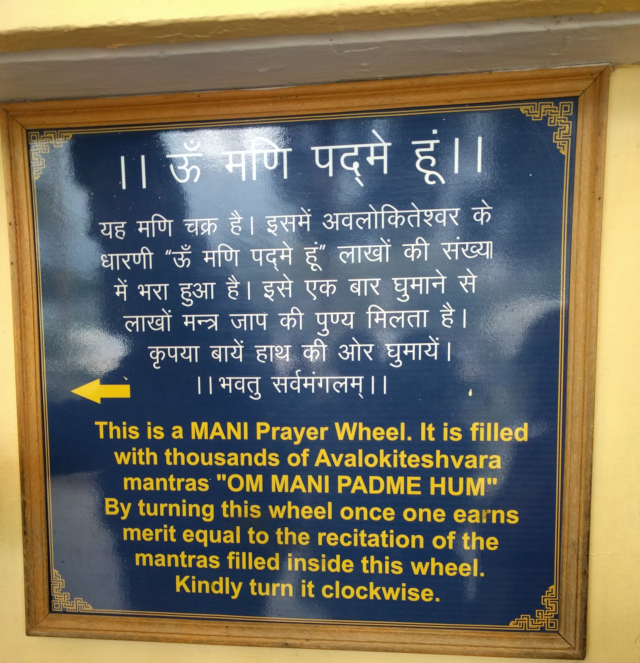 ।। ऊँ मणि पद्मे हूं।।
यह मणि चक्र है। इसमें अवलोकितेश्वर के
धारणी “ऊँ मणि पद्मे हूं” लाखों की संख्या
में भरा हुआ है। इसे एक बार घुमाने से
लाखों मन्त्र जाप की पुण्य मिलता है।
कृपया बायें हाथ की ओर घुमायें।
।।भवतु सर्वमंगलम्।।
This is a MANI Prayer Wheel. It is filled
with thousands of Avalokiteshvara
mantras "OM MANI PADME HUM"
By turning this wheel once one earns
merit equal to the recitation of the
mantras filled inside this wheel.
Kindly turn it clockwise.